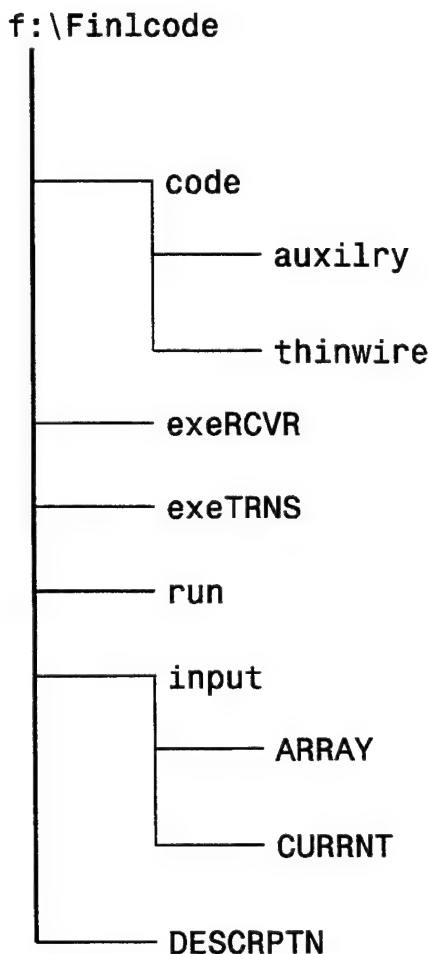 f:\Finlcode
code
auxilry
thinwire
exeRCVR
exeTRNS
run
input
ARRAY
CURRNT
DESCRPTN